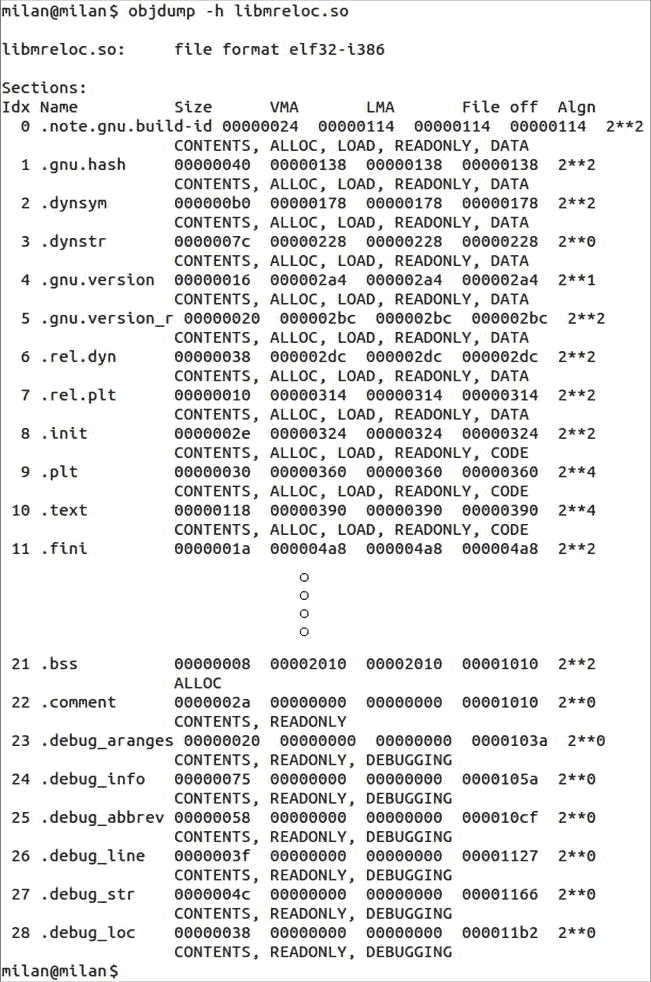 milan@milan$ objdump -h libmreloc.so
libmreloc.so:     file format elf32-i386
Sections:
Idx Name          Size      VMA       LMA       File off  Algn
  0 .note.gnu.build-id 00000024  00000114  00000114  00000114  2**2
                  CONTENTS, ALLOC, LOAD, READONLY, DATA
  1 .gnu.hash     00000040  00000138  00000138  00000138  2**2
                  CONTENTS, ALLOC, LOAD, READONLY, DATA
  2 .dynsym       000000b0  00000178  00000178  00000178  2**2
                  CONTENTS, ALLOC, LOAD, READONLY, DATA
  3 .dynstr       0000007c  00000228  00000228  00000228  2**0
                  CONTENTS, ALLOC, LOAD, READONLY, DATA
  4 .gnu.version  00000016  000002a4  000002a4  000002a4  2**1
                  CONTENTS, ALLOC, LOAD, READONLY, DATA
  5 .gnu.version_r 00000020  000002bc  000002bc  000002bc  2**2
                  CONTENTS, ALLOC, LOAD, READONLY, DATA
  6 .rel.dyn      00000038  000002dc  000002dc  000002dc  2**2
                  CONTENTS, ALLOC, LOAD, READONLY, DATA
  7 .rel.plt      00000010  00000314  00000314  00000314  2**2
                  CONTENTS, ALLOC, LOAD, READONLY, DATA
  8 .init         0000002e  00000324  00000324  00000324  2**2
                  CONTENTS, ALLOC, LOAD, READONLY, CODE
  9 .plt          00000030  00000360  00000360  00000360  2**4
                  CONTENTS, ALLOC, LOAD, READONLY, CODE
 10 .text         00000118  00000390  00000390  00000390  2**4
                  CONTENTS, ALLOC, LOAD, READONLY, CODE
 11 .fini         0000001a  000004a8  000004a8  000004a8  2**2
 21 .bss          00000008  00002010  00002010  00001010  2**2
                  ALLOC
 22 .comment      0000002a  00000000  00000000  00001010  2**0
                  CONTENTS, READONLY
 23 .debug_aranges 00000020  00000000  00000000  0000103a  2**0
                  CONTENTS, READONLY, DEBUGGING
 24 .debug_info   00000075  00000000  00000000  0000105a  2**0
                  CONTENTS, READONLY, DEBUGGING
 25 .debug_abbrev 00000058  00000000  00000000  000010cf  2**0
                  CONTENTS, READONLY, DEBUGGING
 26 .debug_line   0000003f  00000000  00000000  00001127  2**0
                  CONTENTS, READONLY, DEBUGGING
 27 .debug_str    0000004c  00000000  00000000  00001166  2**0
                  CONTENTS, READONLY, DEBUGGING
 28 .debug_loc    00000038  00000000  00000000  000011b2  2**0
                  CONTENTS, READONLY, DEBUGGING
milan@milan$